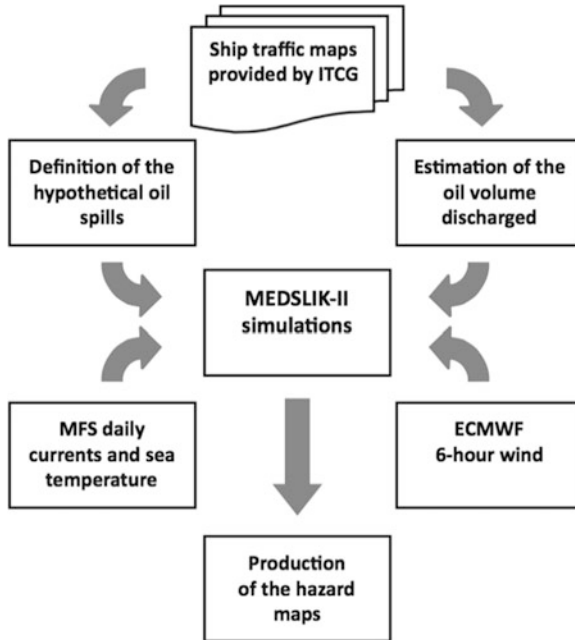 Ship traffic maps
provided by ITCG
Definition of the
hypothetical oil
spills
Estimation of the
oil volume
discharged
MEDSLIK-II
simulations
MFS daily
currents and sea
temperature
ECMWF
6-hour wind
Production
of the hazard
maps